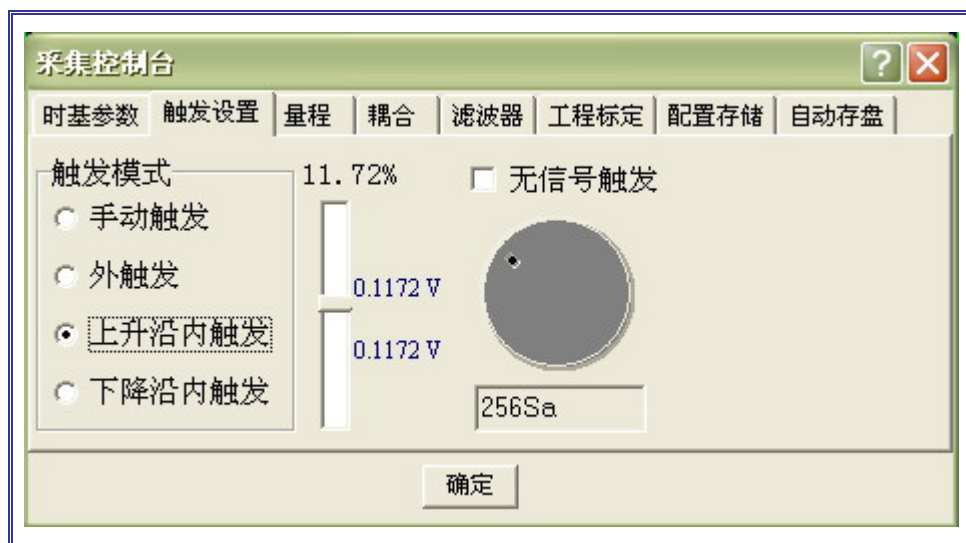 采集控制台
时基参数 触发设置 量程 耦合 滤波器 工程标定 配置存储 自动存盘
触发模式
手动触发
外触发
上升沿内触发
下降沿内触发
11.72%
0.1172 V
0.1172 V
无信号触发
256Sa
确定